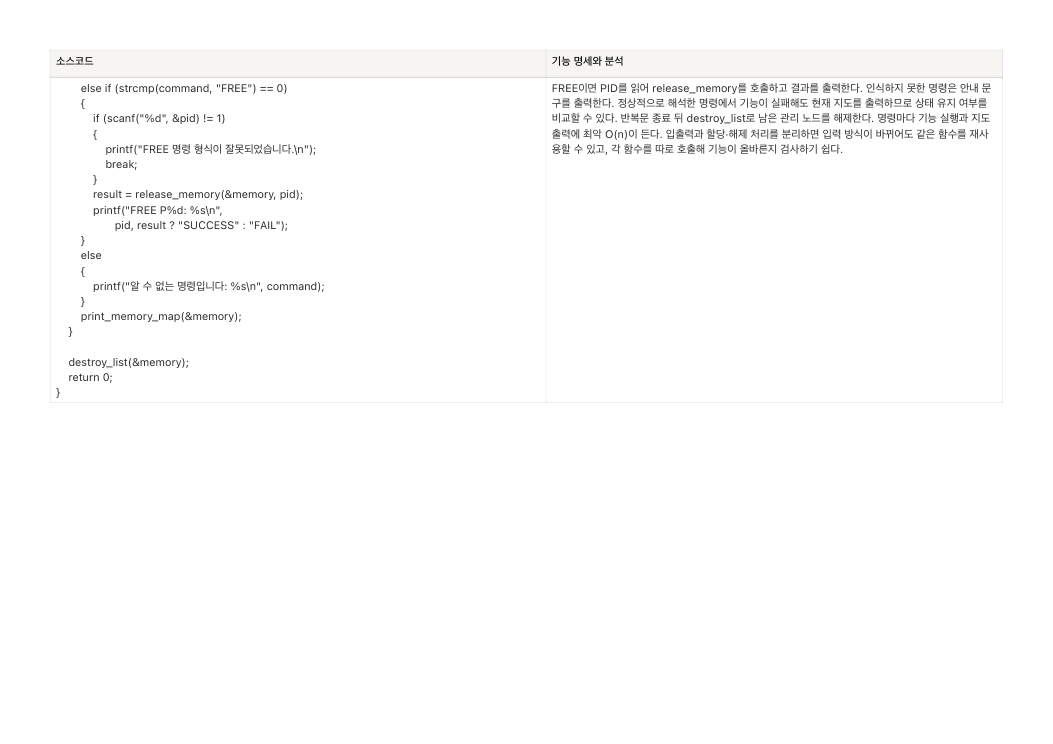 소스코드
기능 명세와 분석
else if (strcmp(command, "FREE") == 0)
{
if (scanf("%d", &pid) != 1)
{
printf("FREE 명령 형식이 잘못되었습니다.\n");
break;
}
result = release_memory(&memory, pid);
printf("FREE P%d: %s\n",
pid, result ? "SUCCESS" : "FAIL");
}
else
{
printf("알 수 없는 명령입니다: %s\n", command);
}
print_memory_map(&memory);
}
destroy_list(&memory);
return 0;
}
FREE이면 PID를 읽어 release_memory를 호출하고 결과를 출력한다. 인식하지 못한 명령은 안내 문
구를 출력한다. 정상적으로 해석한 명령에서 기능이 실패해도 현재 지도를 출력하므로 상태 유지 여부를
비교할 수 있다. 반복문 종료 뒤 destroy_list로 남은 관리 노드를 해제한다. 명령마다 기능 실행과 지도
출력에 최악 O(n)이 든다. 입출력과 할당·해제 처리를 분리하면 입력 방식이 바뀌어도 같은 함수를 재사
용할 수 있고, 각 함수를 따로 호출해 기능이 올바른지 검사하기 쉽다.